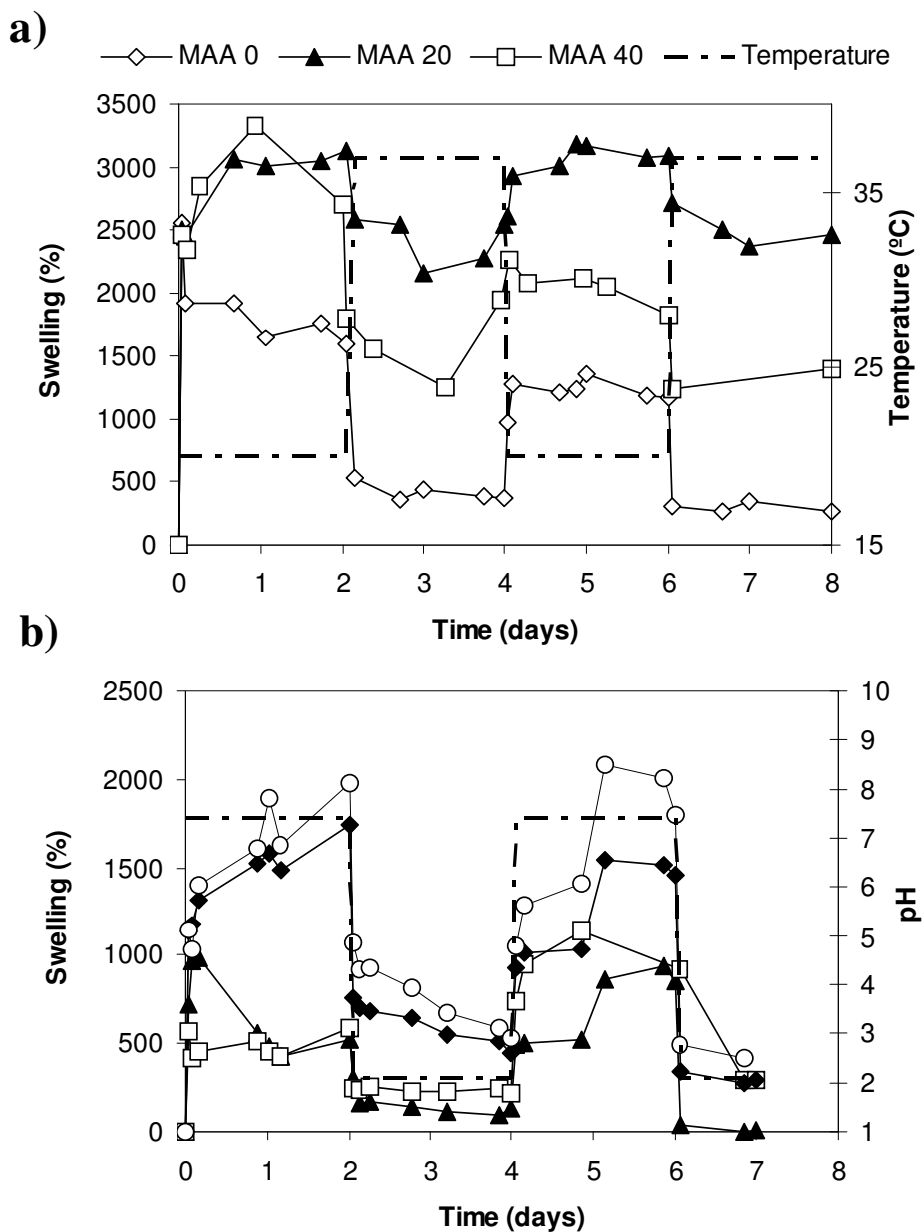 a)
MAA 0 MAA 20 MAA 40 Temperature
3500
3000
2500
2000
1500
1000
500
0
Swelling (%)
35
25
15
Temperature (ºC)
0 1 2 3 4 5 6 7 8
Time (days)
b)
2500
2000
1500
1000
500
0
Swelling (%)
10
9
8
7
6
5
4
3
2
1
pH
0 1 2 3 4 5 6 7 8
Time (days)